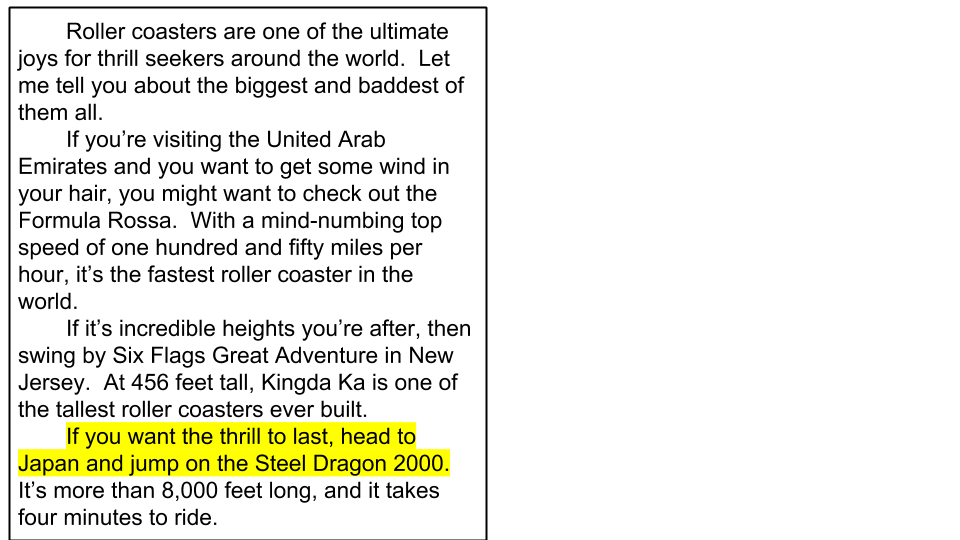 Roller coasters are one of the ultimate
joys for thrill seekers around the world.  Let
me tell you about the biggest and baddest of
them all.
If you’re visiting the United Arab
Emirates and you want to get some wind in
your hair, you might want to check out the
Formula Rossa.  With a mind-numbing top
speed of one hundred and fifty miles per
hour, it’s the fastest roller coaster in the
world.
If it’s incredible heights you’re after, then
swing by Six Flags Great Adventure in New
Jersey.  At 456 feet tall, Kingda Ka is one of
the tallest roller coasters ever built.
If you want the thrill to last, head to
Japan and jump on the Steel Dragon 2000.
It’s more than 8,000 feet long, and it takes
four minutes to ride.